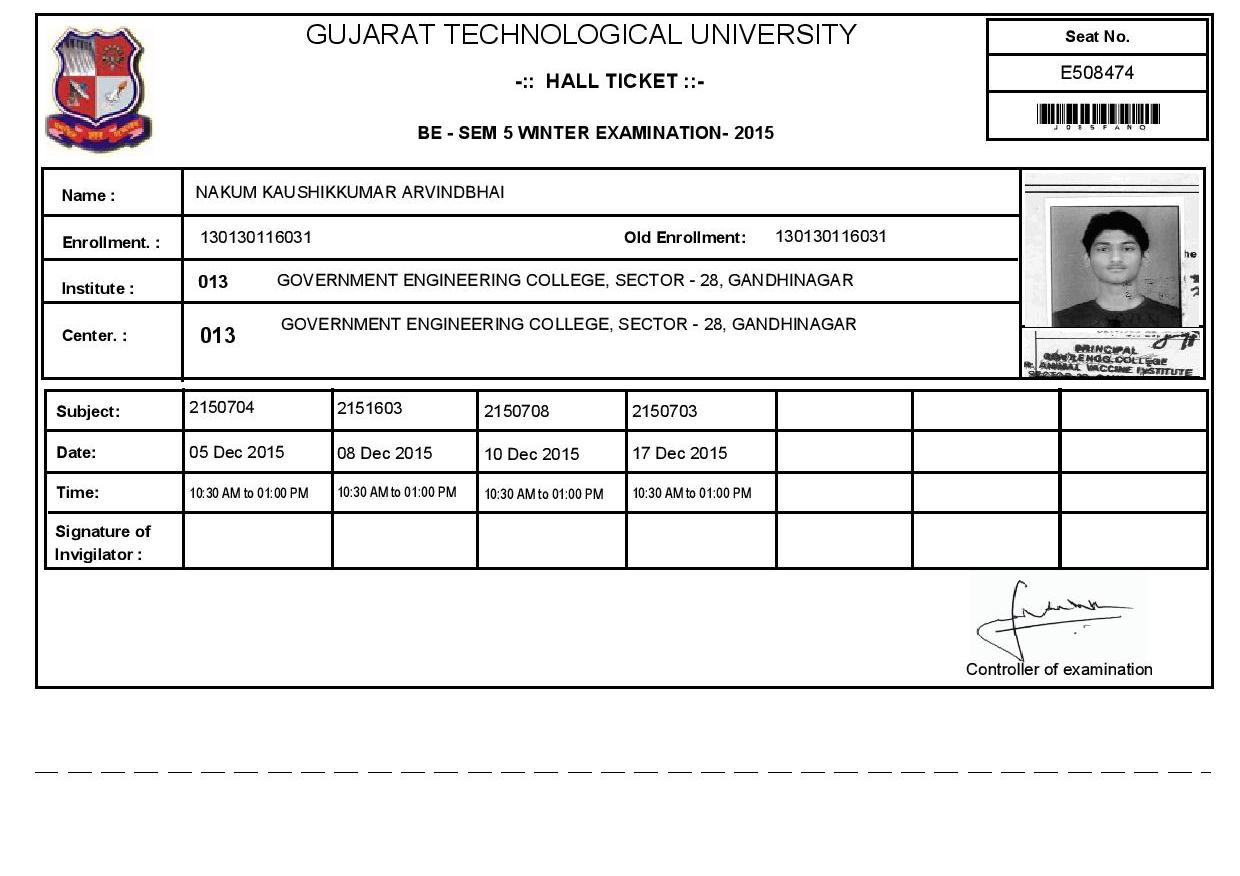 GUJARAT TECHNOLOGICAL UNIVERSITY
-:: HALL TICKET ::-
BE - SEM 5 WINTER EXAMINATION- 2015
Seat No.
E508474
J085FANO
Name : NAKUM KAUSHIKKUMAR ARVINDBHAI
Enrollment. : 130130116031 Old Enrollment: 130130116031
Institute : 013 GOVERNMENT ENGINEERING COLLEGE, SECTOR - 28, GANDHINAGAR
Center. : 013 GOVERNMENT ENGINEERING COLLEGE, SECTOR - 28, GANDHINAGAR
he
PRINCIPAL
GOVT.ENGG.COLLEGE
ANIMAL VACCINE INSTITUTE
Subject: 2150704 2151603 2150708 2150703
Date: 05 Dec 2015 08 Dec 2015 10 Dec 2015 17 Dec 2015
Time: 10:30 AM to 01:00 PM 10:30 AM to 01:00 PM 10:30 AM to 01:00 PM 10:30 AM to 01:00 PM
Signature of
Invigilator :
Controller of examination